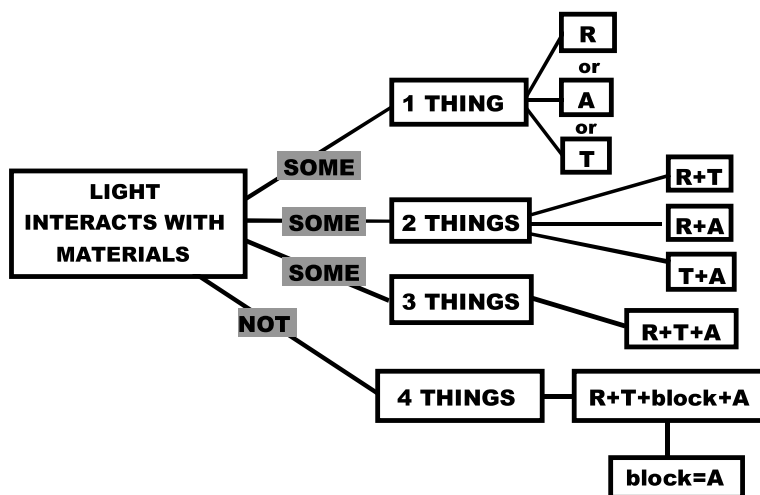 LIGHT
INTERACTS WITH
MATERIALS
SOME
1 THING
R
or
A
or
T
SOME
2 THINGS
R+T
R+A
T+A
SOME
3 THINGS
R+T+A
NOT
4 THINGS
R+T+block+A
block=A